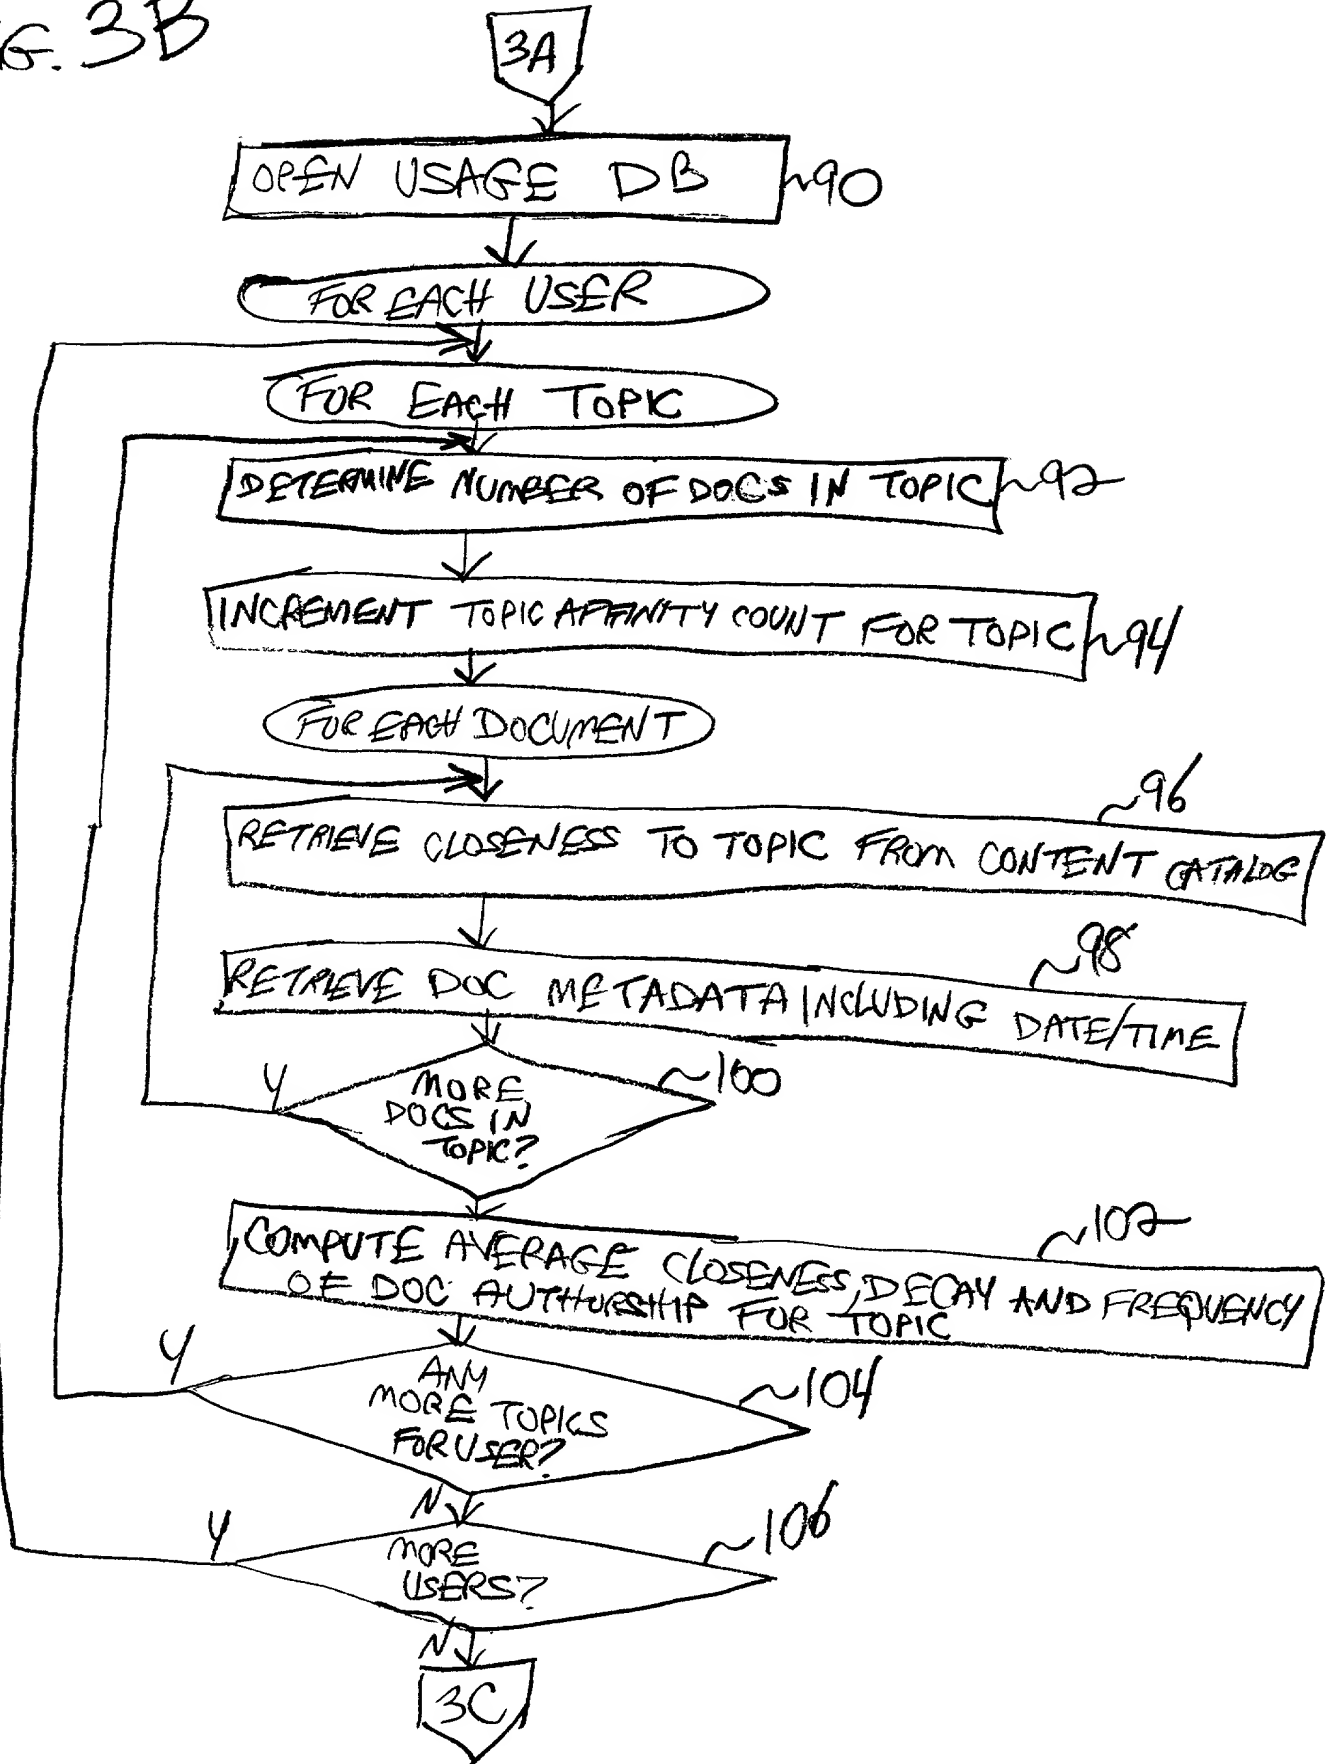 G. 3B
3A
OPEN USAGE DB
90
FOR EACH USER
FOR EACH TOPIC
DETERMINE NUMBER OF DOCS IN TOPIC
92
INCREMENT TOPIC AFFINITY COUNT FOR TOPIC
94
FOR EACH DOCUMENT
96
RETRIEVE CLOSENESS TO TOPIC FROM CONTENT CATALOG
98
RETRIEVE DOC METADATA INCLUDING DATE/TIME
Y
MORE
DOCS IN
TOPIC?
100
102
COMPUTE AVERAGE CLOSENESS, DECAY AND FREQUENCY
OF DOC AUTHORSHIP FOR TOPIC
Y
ANY
MORE TOPICS
FOR USER?
104
N
Y
MORE
USERS?
106
N
3C